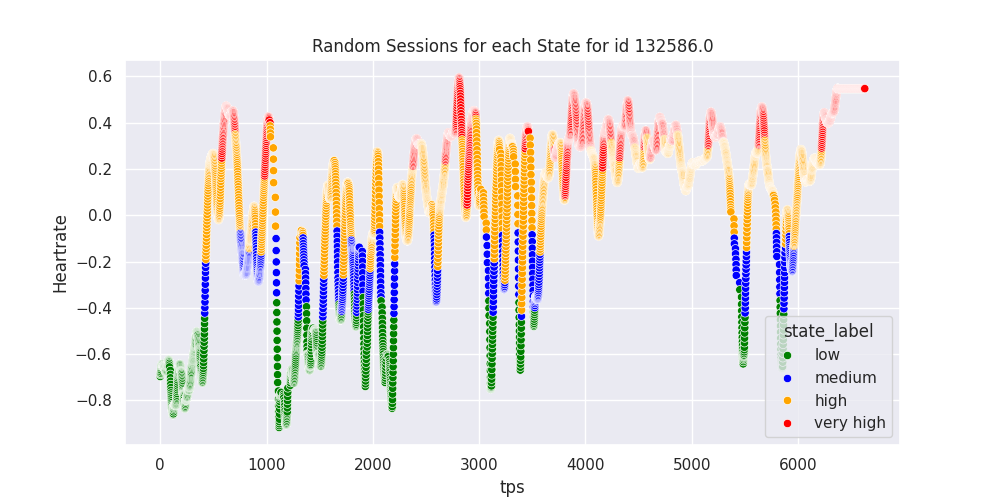 Random Sessions for each State for id 132586.0
Heartrate
0.6
0.4
0.2
0.0
−0.2
−0.4
−0.6
−0.8
0 1000 2000 3000 4000 5000 6000
tps
state_label
low
medium
high
very high